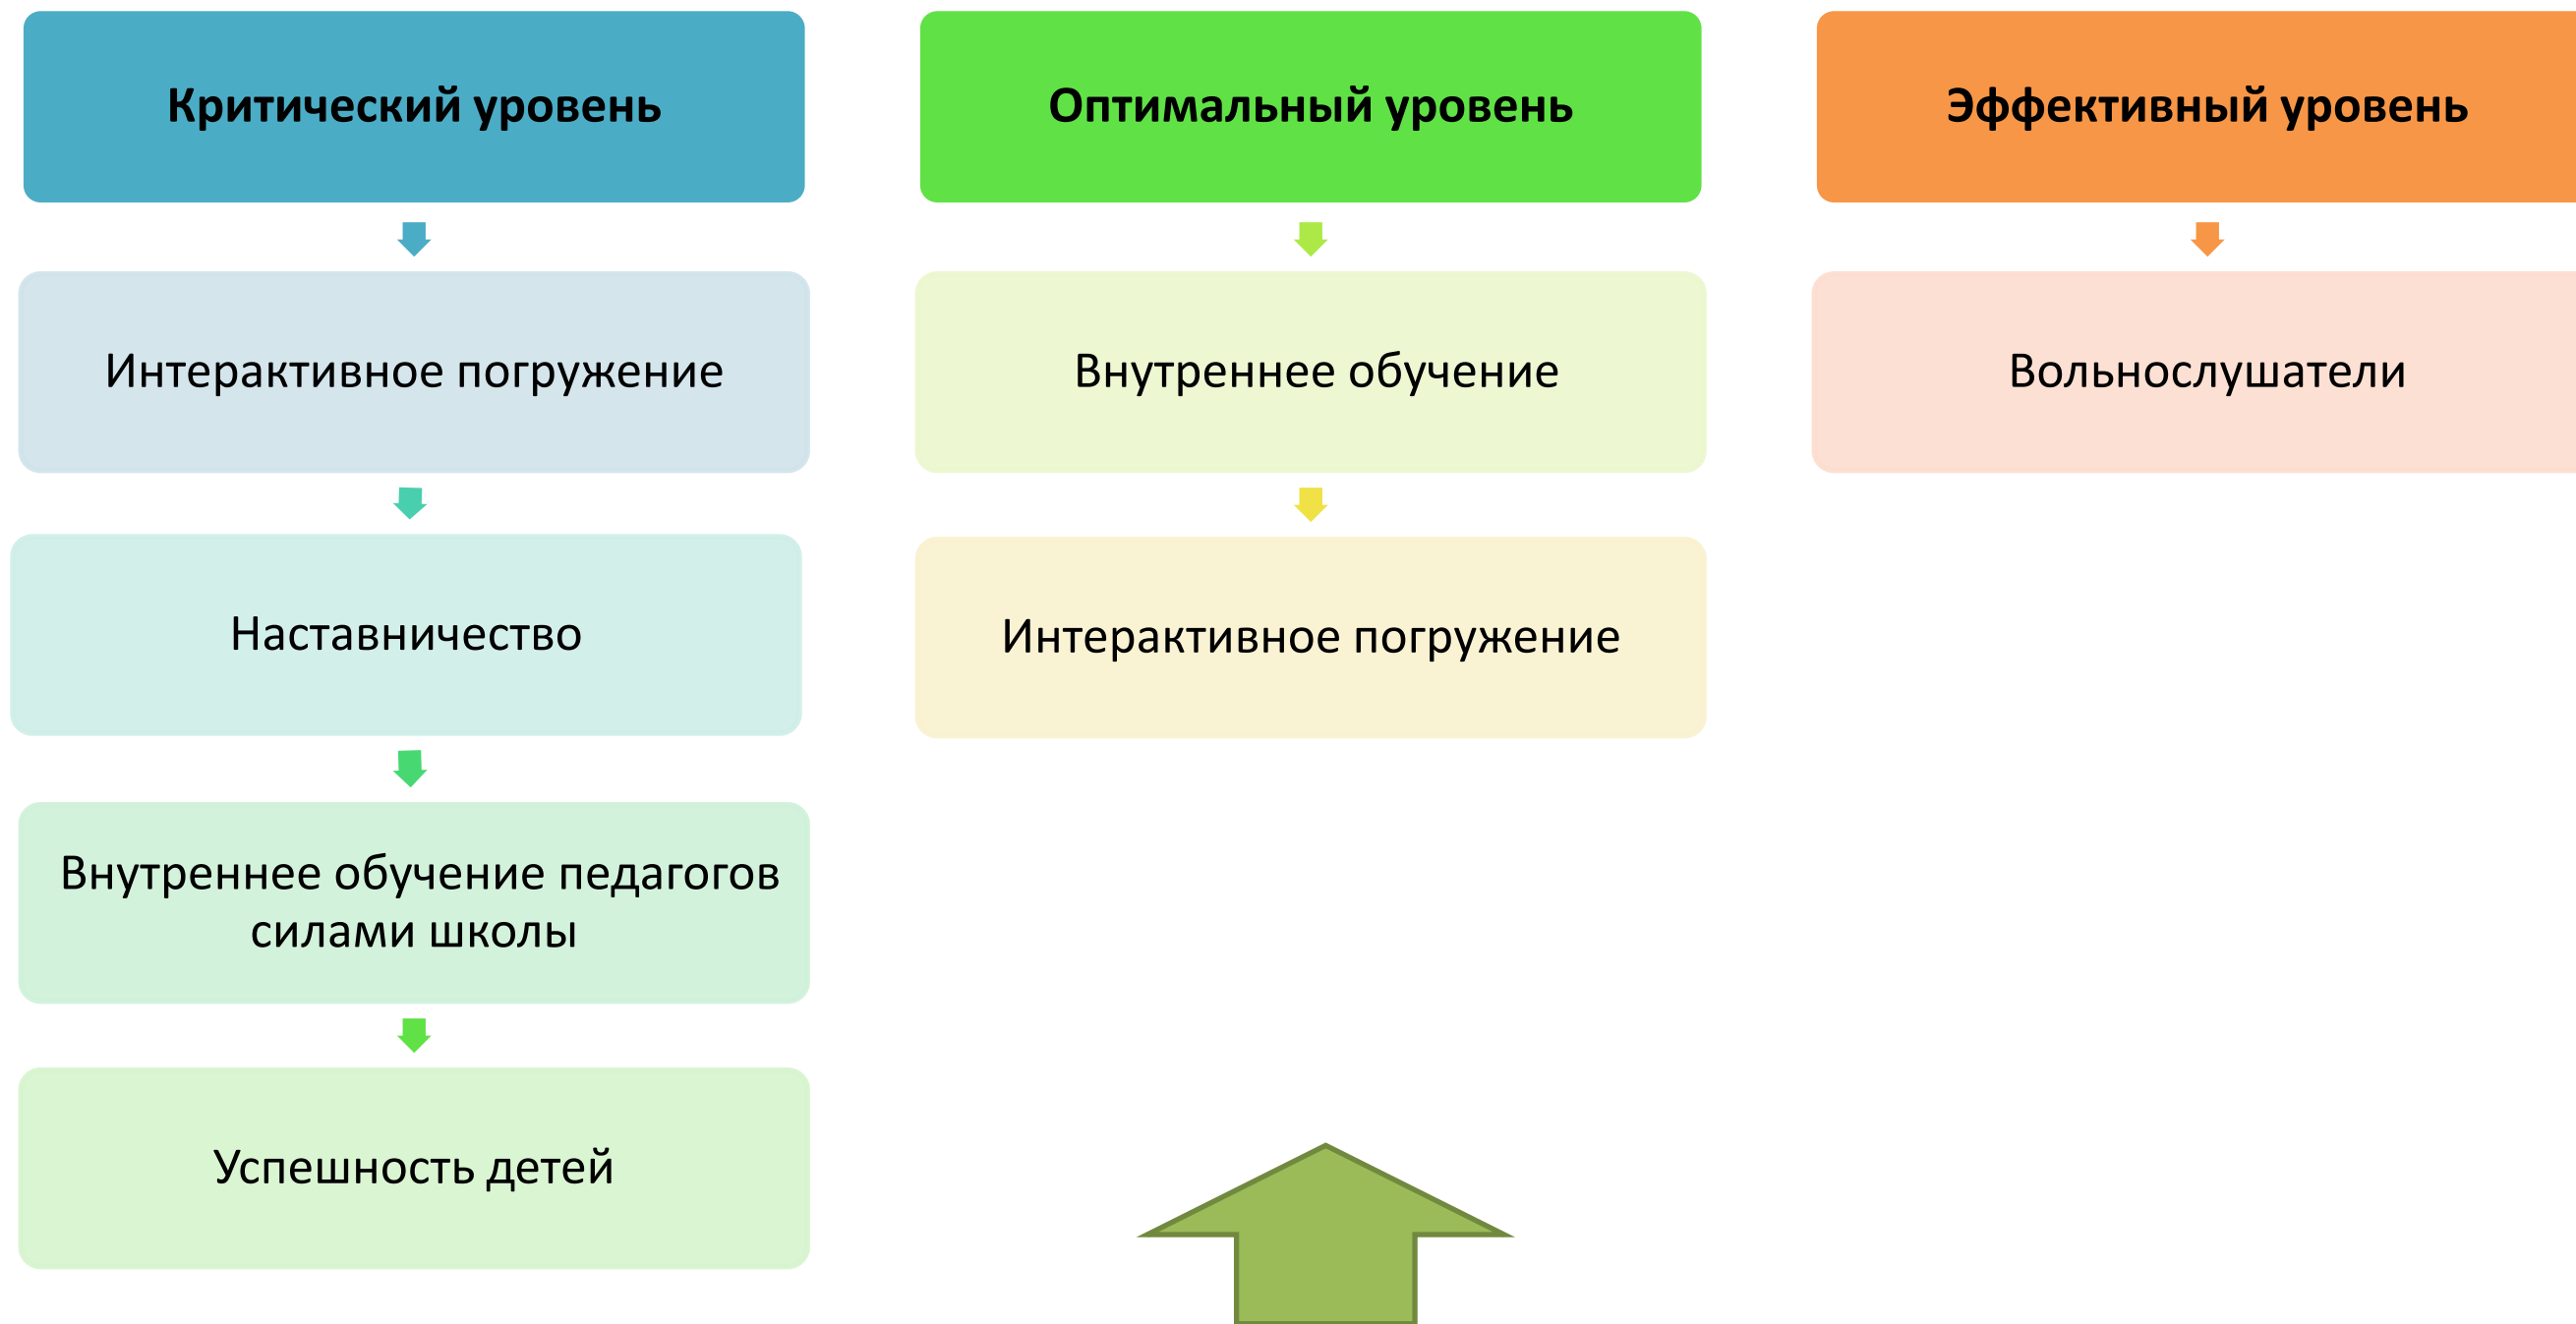 Критический уровень
Интерактивное погружение
Наставничество
Внутреннее обучение педагогов
силами школы
Успешность детей
Оптимальный уровень
Внутреннее обучение
Интерактивное погружение
Эффективный уровень
Вольнослушатели